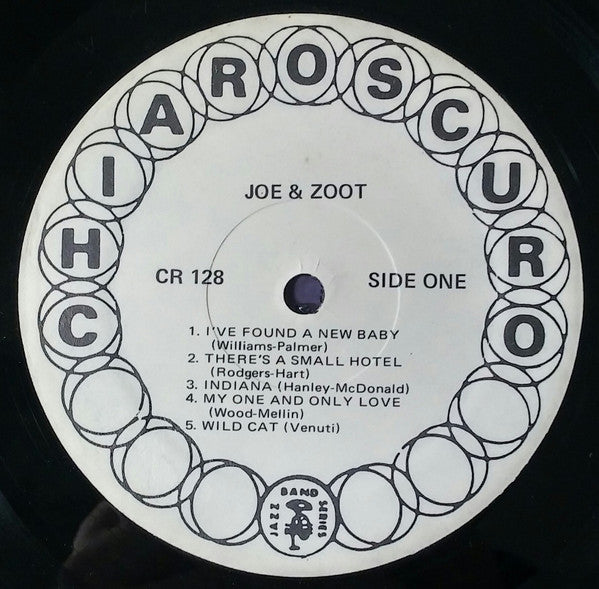 CHIAROSCURO
JOE & ZOOT
CR 128
SIDE ONE
1. I'VE FOUND A NEW BABY
(Williams-Palmer)
2. THERE'S A SMALL HOTEL
(Rodgers-Hart)
3. INDIANA (Hanley-McDonald)
4. MY ONE AND ONLY LOVE
(Wood-Mellin)
5. WILD CAT (Venuti)
JAZZ BAND SERIES